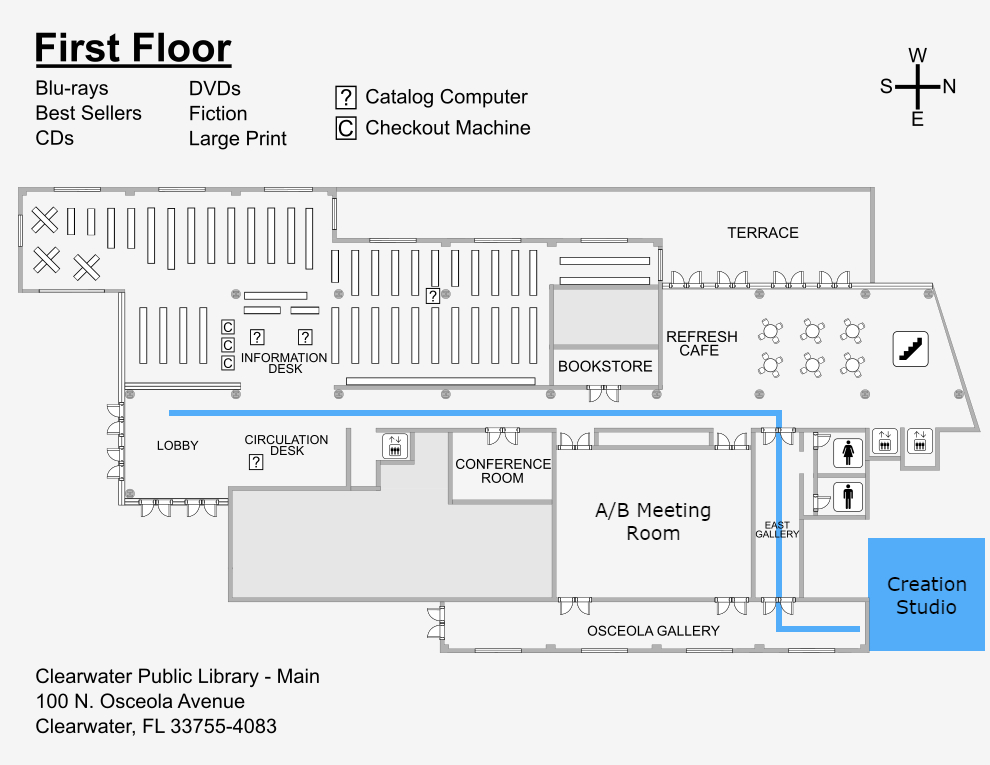 First Floor
Blu-rays
Best Sellers
CDs
DVDs
Fiction
Large Print
? Catalog Computer
C Checkout Machine
W
S N
E
TERRACE
?
C
C
C
? ?
INFORMATION
DESK
REFRESH
CAFE
BOOKSTORE
LOBBY
CIRCULATION
DESK
?
CONFERENCE
ROOM
A/B Meeting
Room
EAST
GALLERY
Creation
Studio
OSCEOLA GALLERY
Clearwater Public Library - Main
100 N. Osceola Avenue
Clearwater, FL 33755-4083